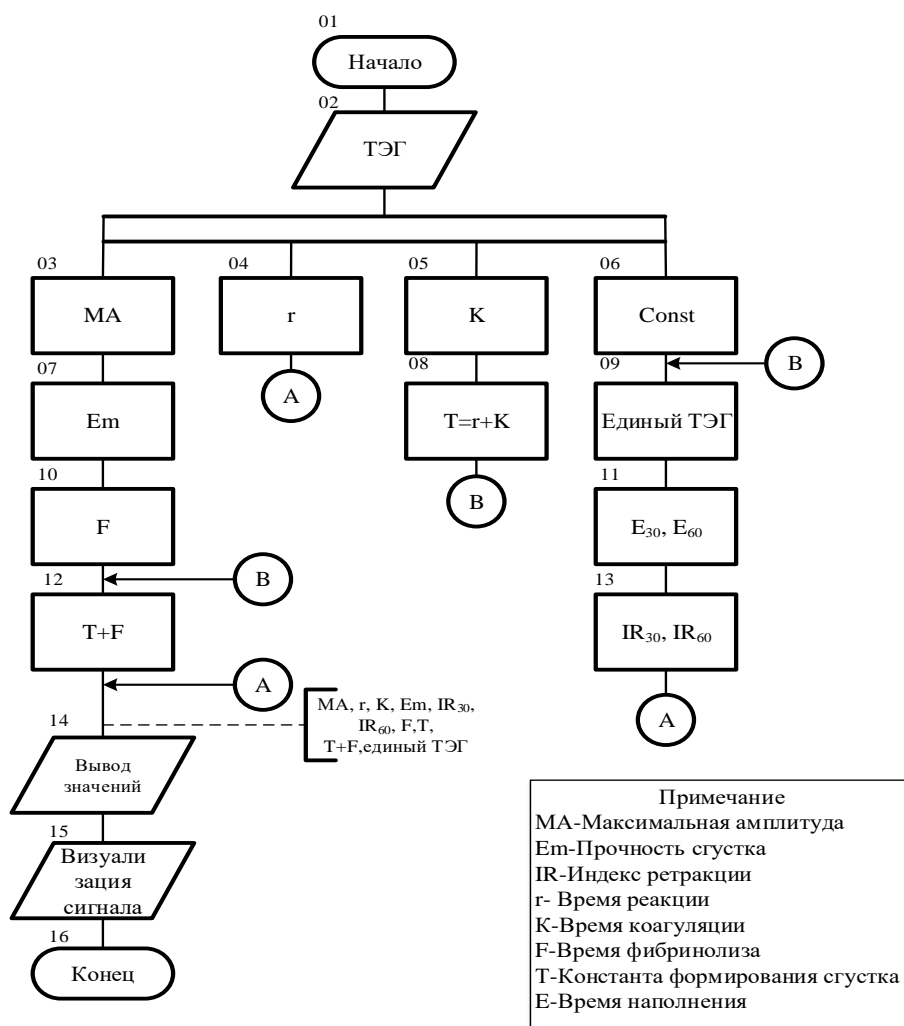 01
Начало
02
ТЭГ
03
04
05
06
MA
r
K
Const
07
A
08
09
B
Em
T=r+K
Единый ТЭГ
10
B
11
F
E₃₀, E₆₀
12
B
13
T+F
IR₃₀, IR₆₀
A
A
14
MA, r, K, Em, IR₃₀,
IR₆₀, F,T,
T+F,единый ТЭГ
Вывод
значений
15
Визуали
зация
сигнала
16
Конец
Примечание
MA-Максимальная амплитуда
Em-Прочность сгустка
IR-Индекс ретракции
r- Время реакции
К-Время коагуляции
F-Время фибринолиза
Т-Константа формирования сгустка
Е-Время наполнения